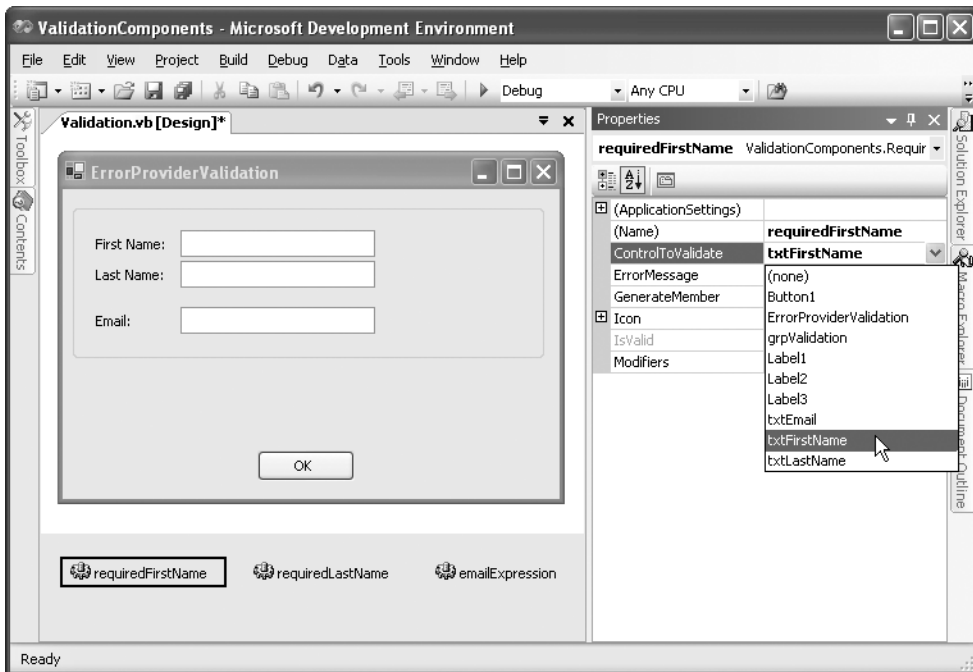 ValidationComponents - Microsoft Development Environment
File Edit View Project Build Debug Data Tools Window Help
Debug Any CPU
Toolbox
Contents
Validation.vb [Design]*
ErrorProviderValidation
First Name:
Last Name:
Email:
OK
requiredFirstName requiredLastName emailExpression
Properties
requiredFirstName ValidationComponents.Requir
(ApplicationSettings)
(Name) requiredFirstName
ControlToValidate txtFirstName
ErrorMessage
GenerateMember
Icon
IsValid
Modifiers
(none)
Button1
ErrorProviderValidation
grpValidation
Label1
Label2
Label3
txtEmail
txtFirstName
txtLastName
Solution Explorer
Macro Explorer
Document Outline
Ready